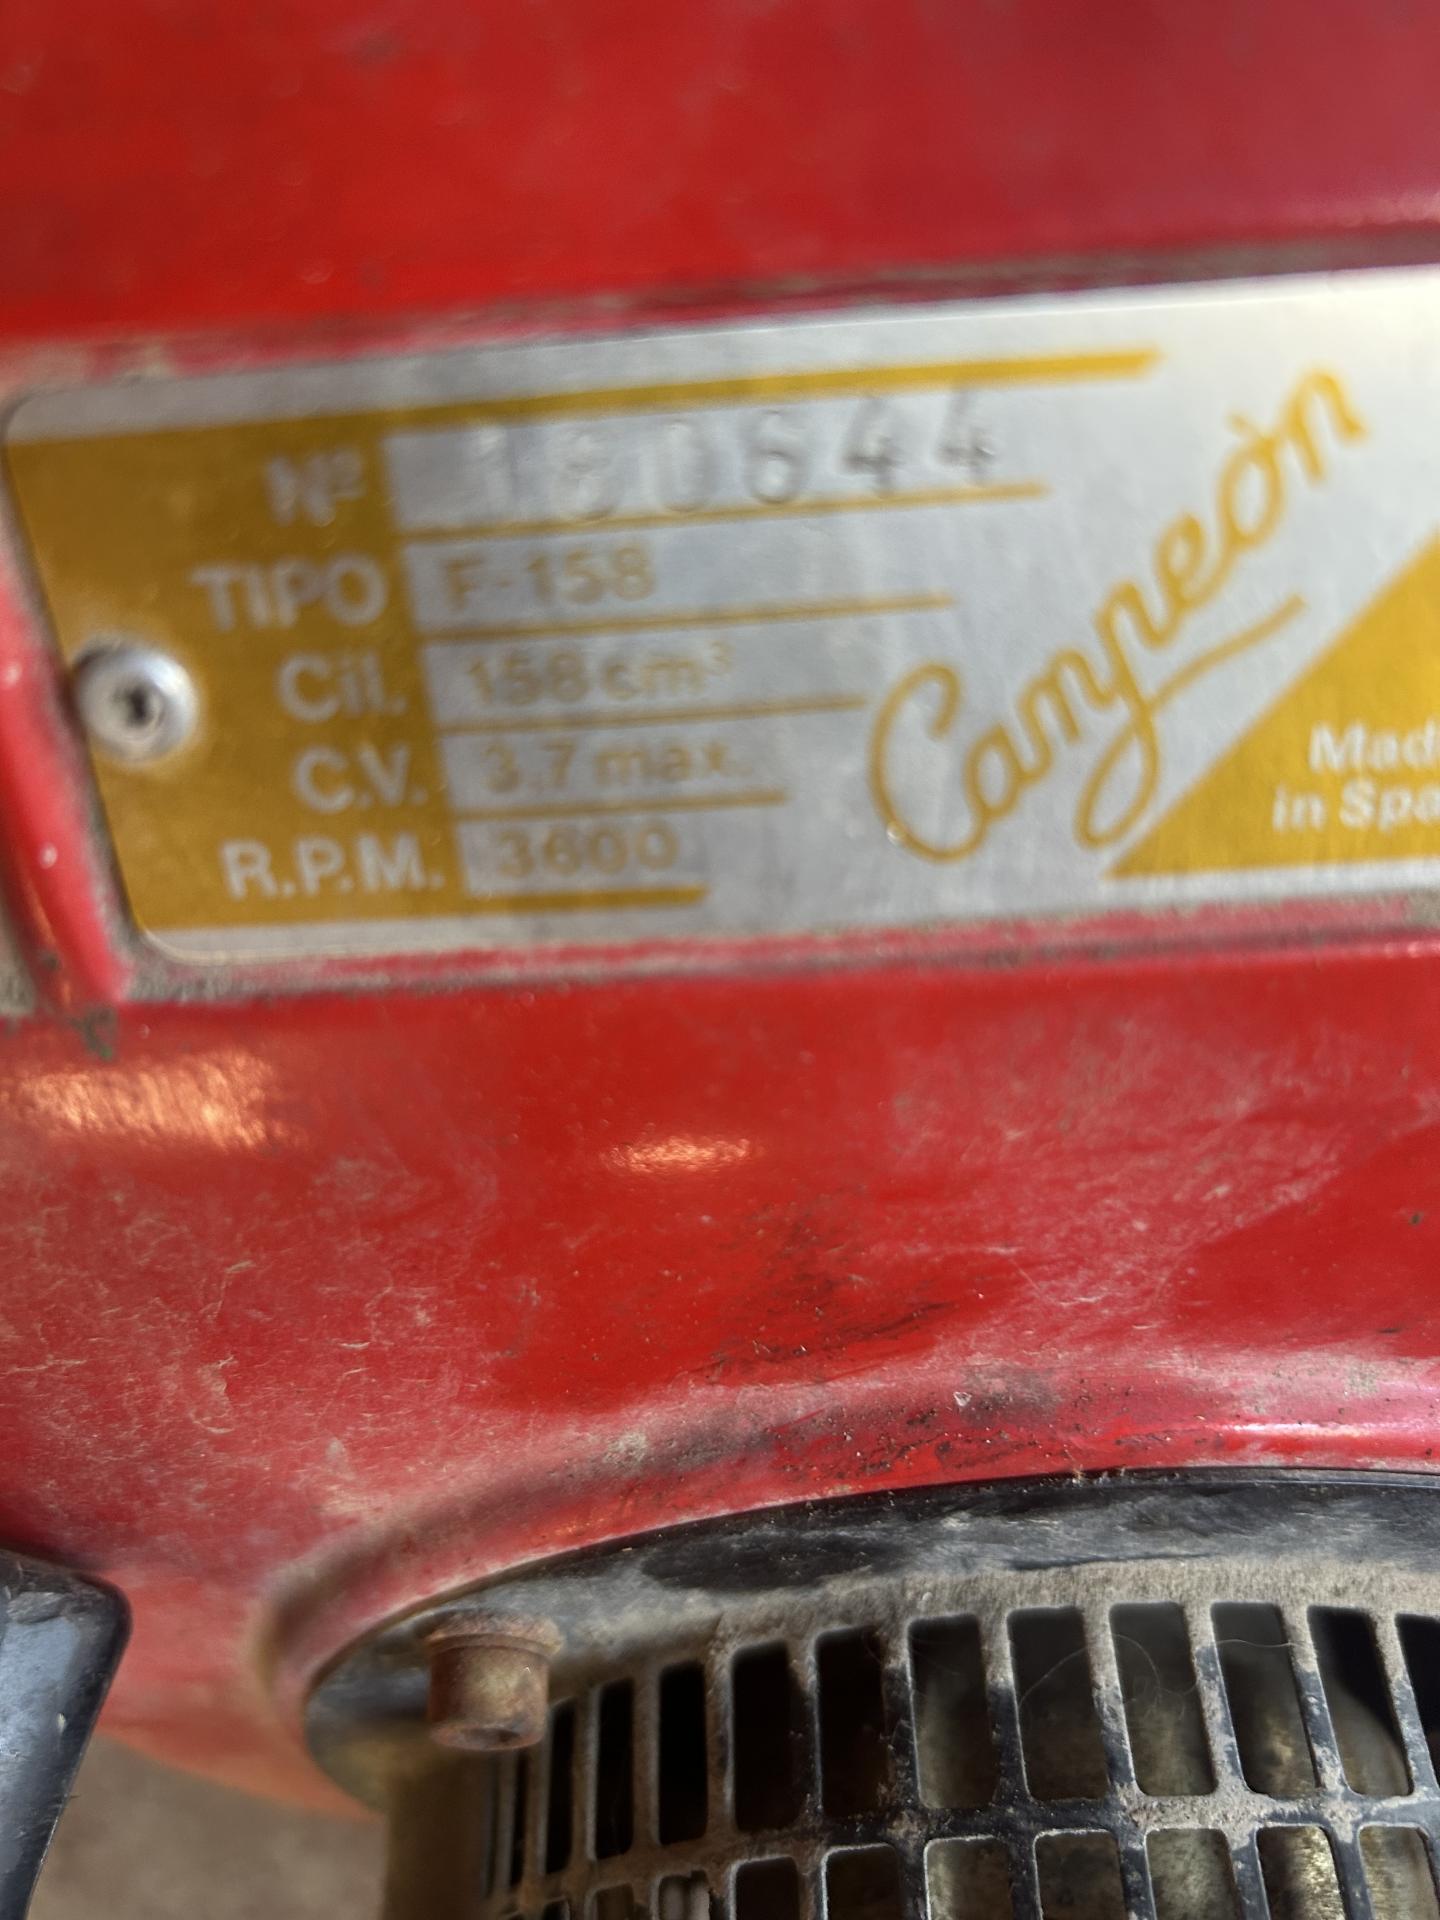 Nº 180644
TIPO F-158
Cil. 158 cm³
C.V. 3,7 max.
R.P.M. 3600
Campeón
Mad
in Spa